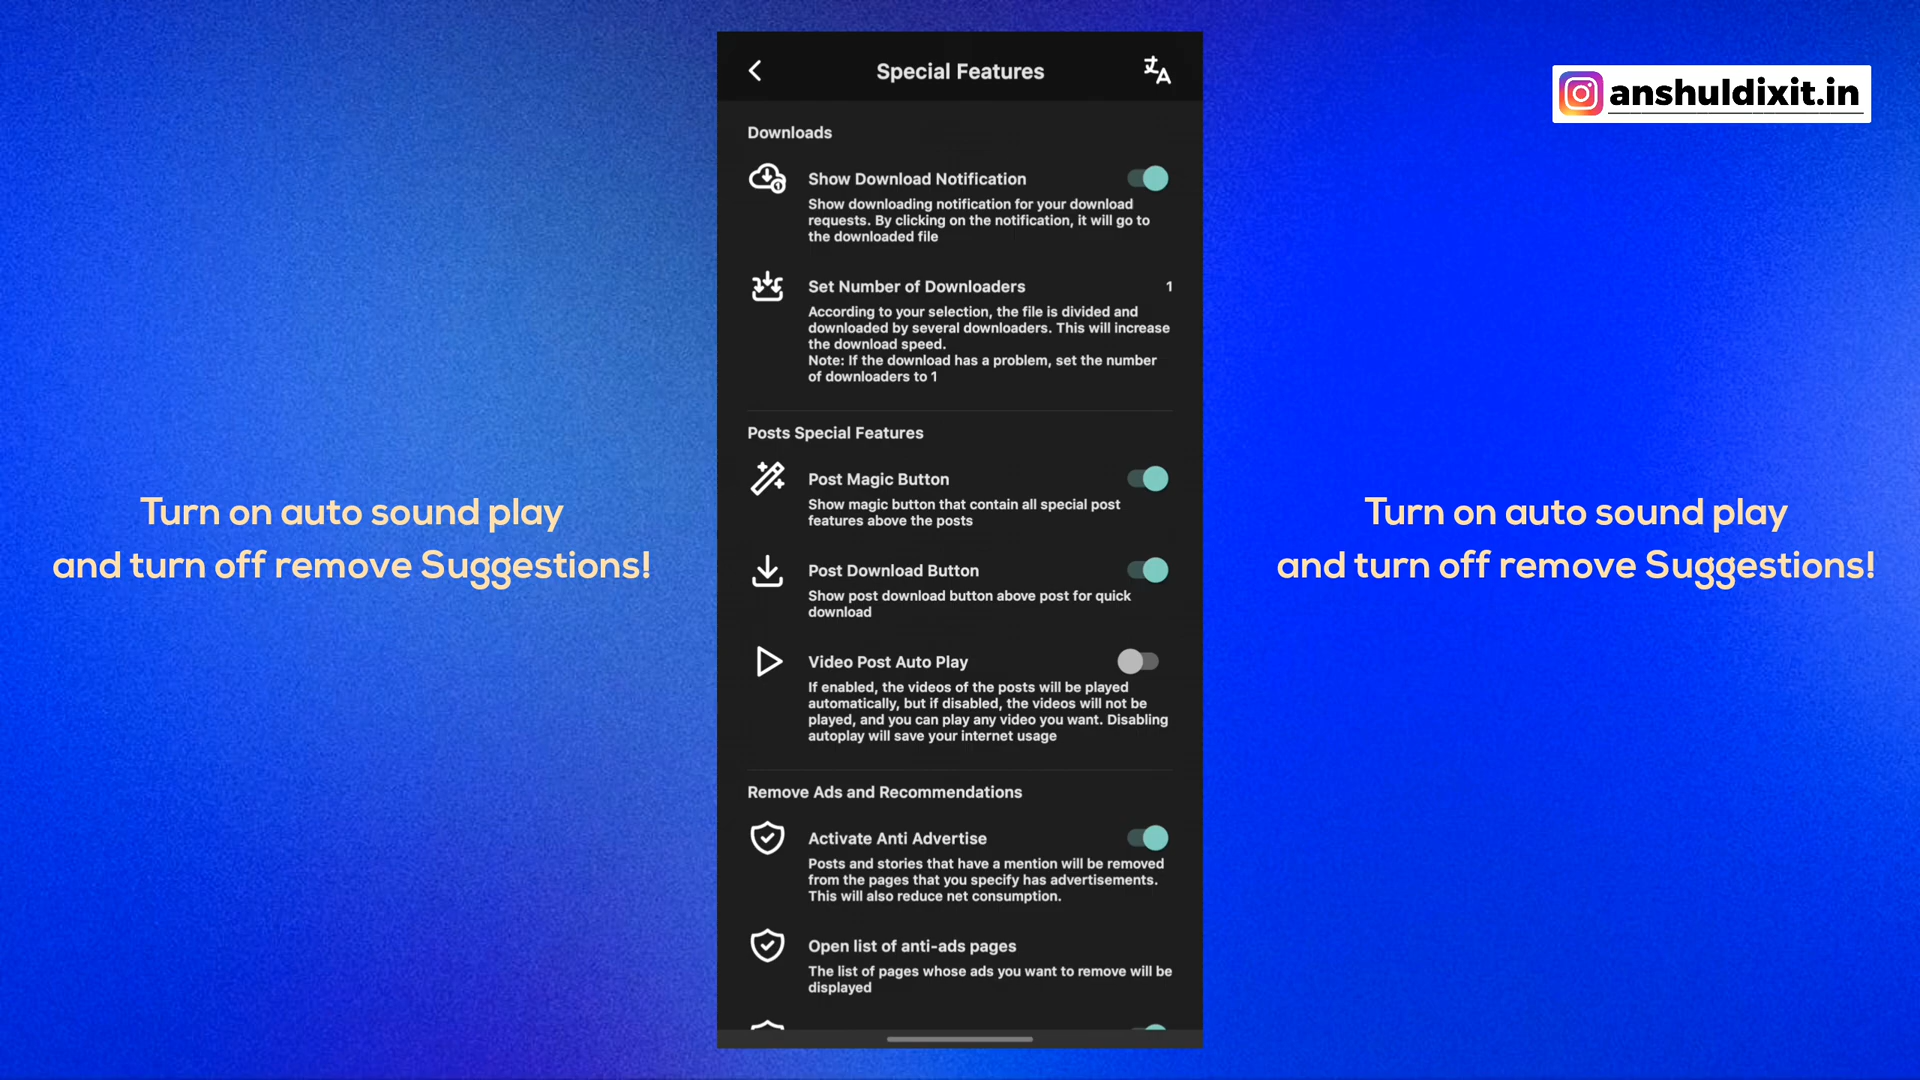 Special Features
anshuldixit.in
Downloads
Show Download Notification
Show downloading notification for your download
requests. By clicking on the notification, it will go to
the downloaded file
Set Number of Downloaders 1
According to your selection, the file is divided and
downloaded by several downloaders. This will increase
the download speed.
Note: If the download has a problem, set the number
of downloaders to 1
Posts Special Features
Post Magic Button
Show magic button that contain all special post
features above the posts
Post Download Button
Show post download button above post for quick
download
Video Post Auto Play
If enabled, the videos of the posts will be played
automatically, but if disabled, the videos will not be
played, and you can play any video you want. Disabling
autoplay will save your internet usage
Remove Ads and Recommendations
Activate Anti Advertise
Posts and stories that have a mention will be removed
from the pages that you specify has advertisements.
This will also reduce net consumption.
Open list of anti-ads pages
The list of pages whose ads you want to remove will be
displayed
Turn on auto sound play
and turn off remove Suggestions!
Turn on auto sound play
and turn off remove Suggestions!